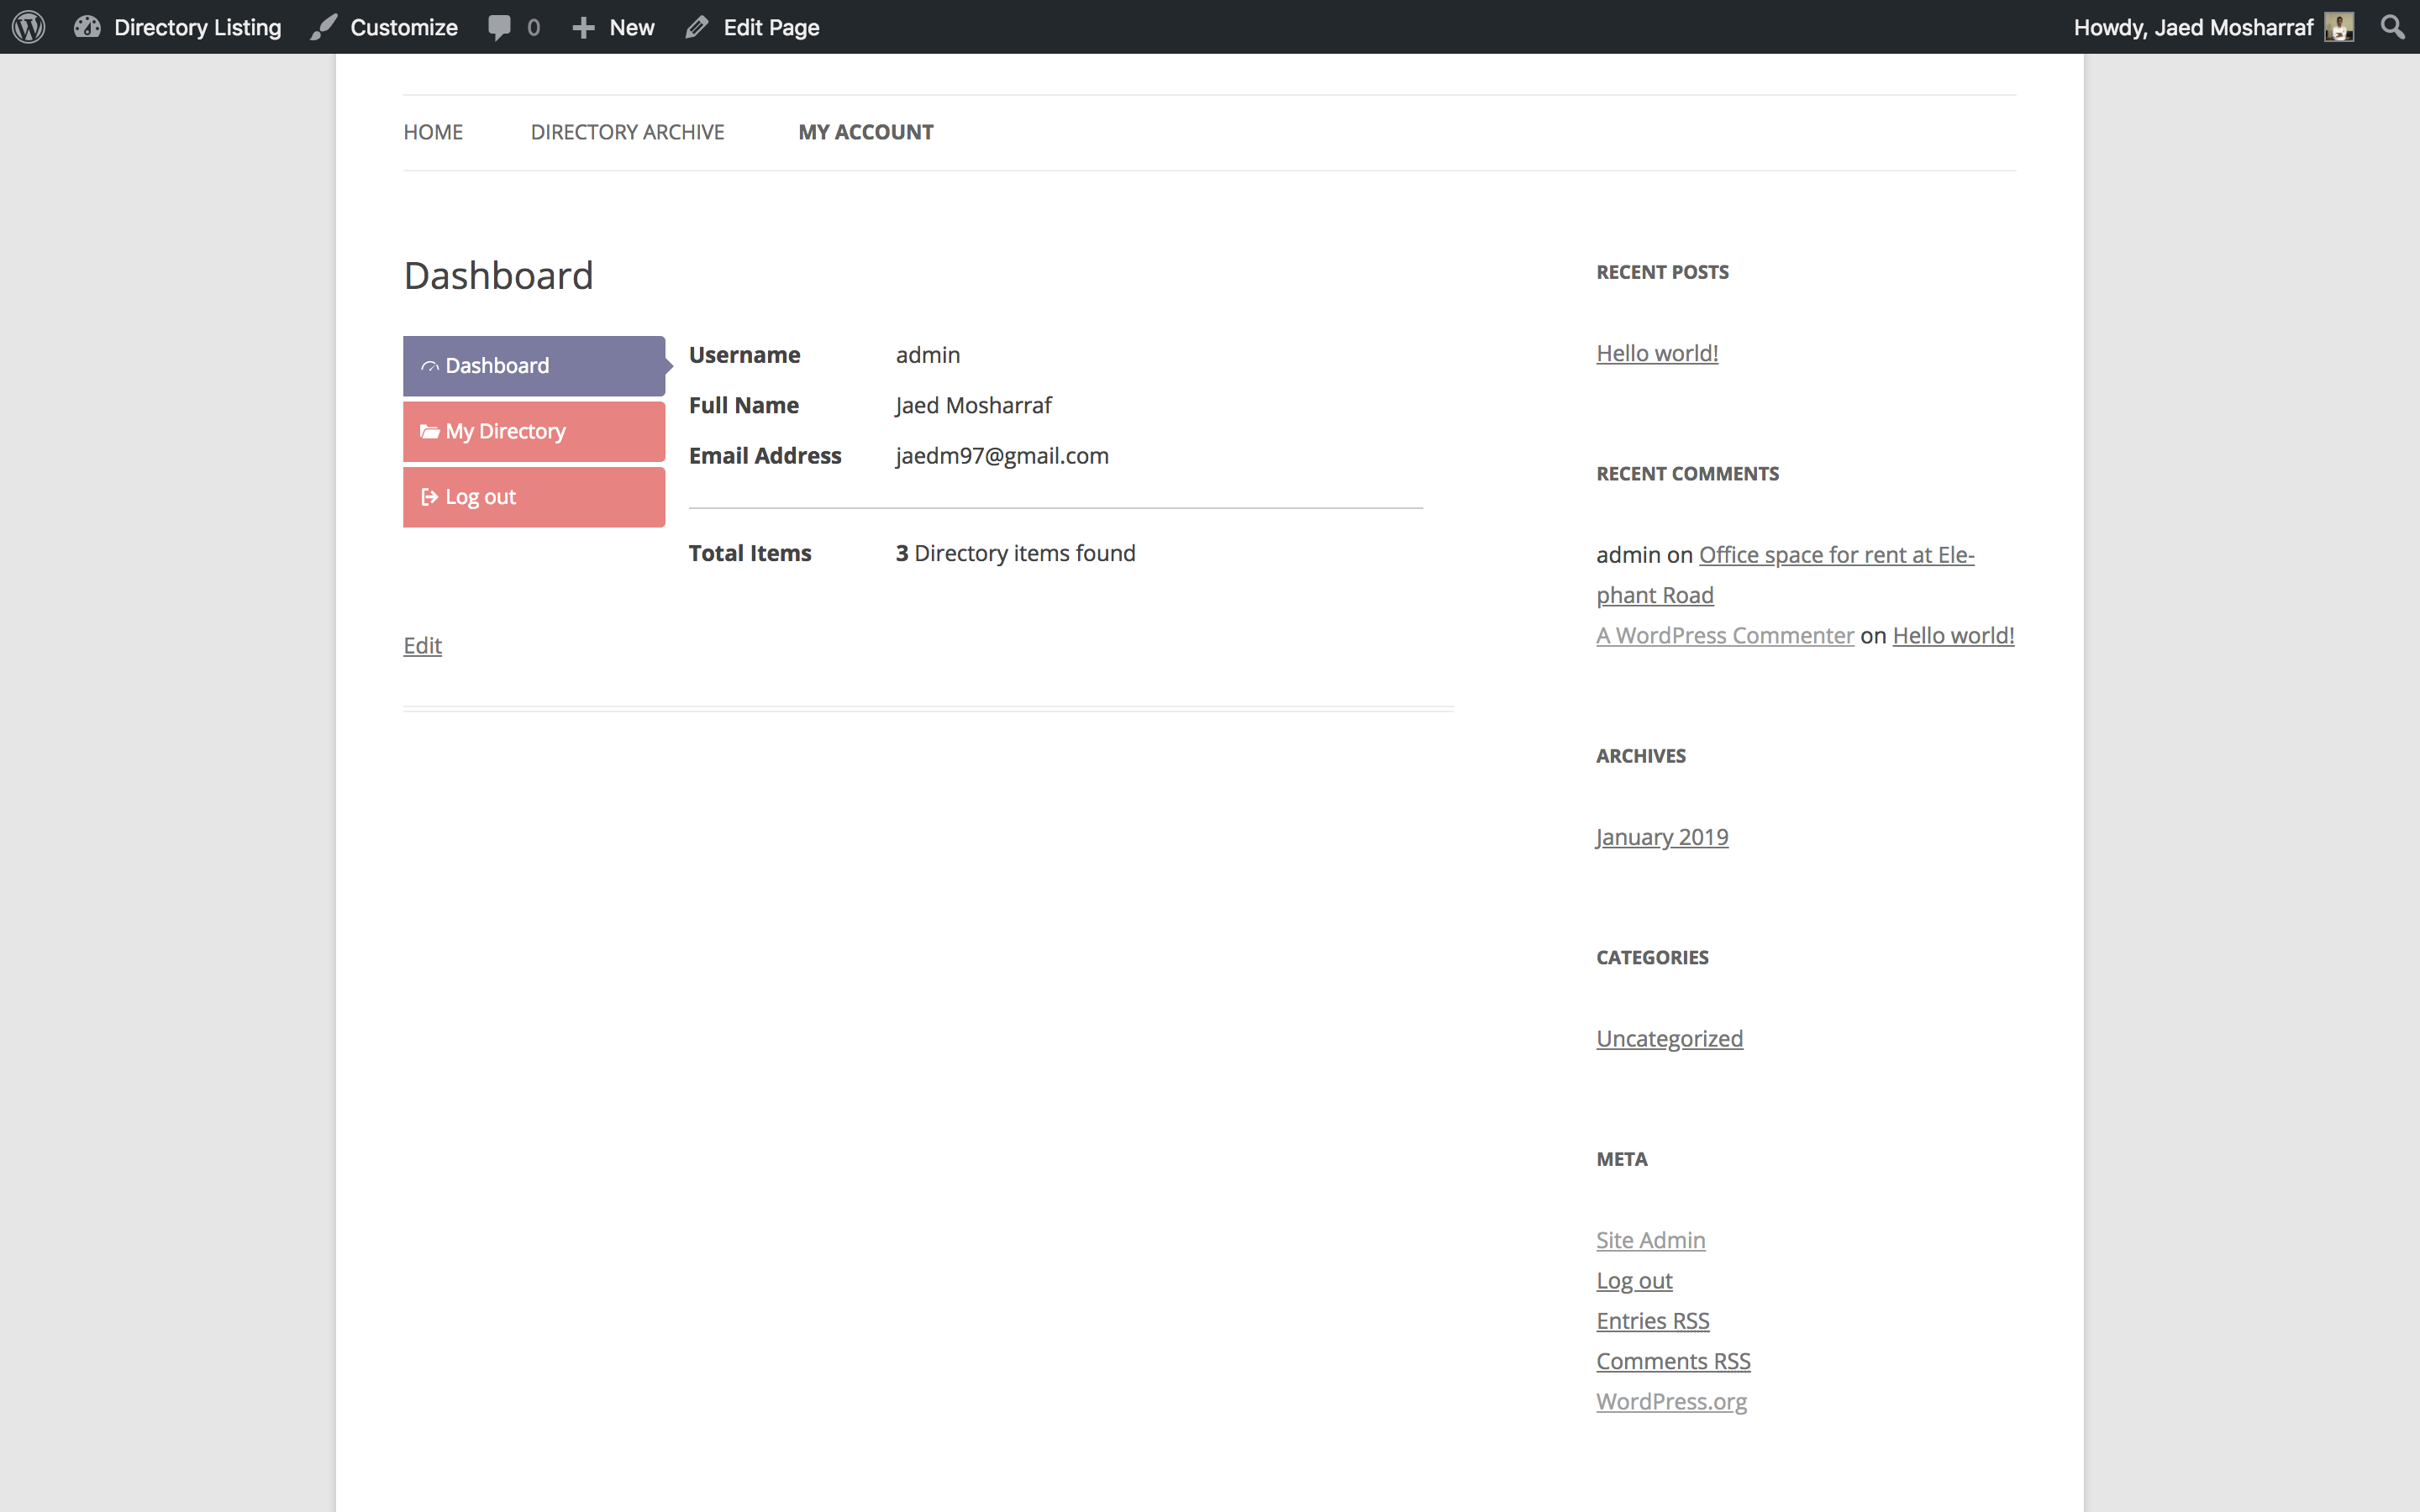 Directory Listing Customize 0 New Edit Page Howdy, Jaed Mosharraf
HOME DIRECTORY ARCHIVE MY ACCOUNT
Dashboard
Dashboard
My Directory
Log out
Username admin
Full Name Jaed Mosharraf
Email Address jaedm97@gmail.com
Total Items 3 Directory items found
Edit
RECENT POSTS
Hello world!
RECENT COMMENTS
admin on Office space for rent at Ele-
phant Road
A WordPress Commenter on Hello world!
ARCHIVES
January 2019
CATEGORIES
Uncategorized
META
Site Admin
Log out
Entries RSS
Comments RSS
WordPress.org